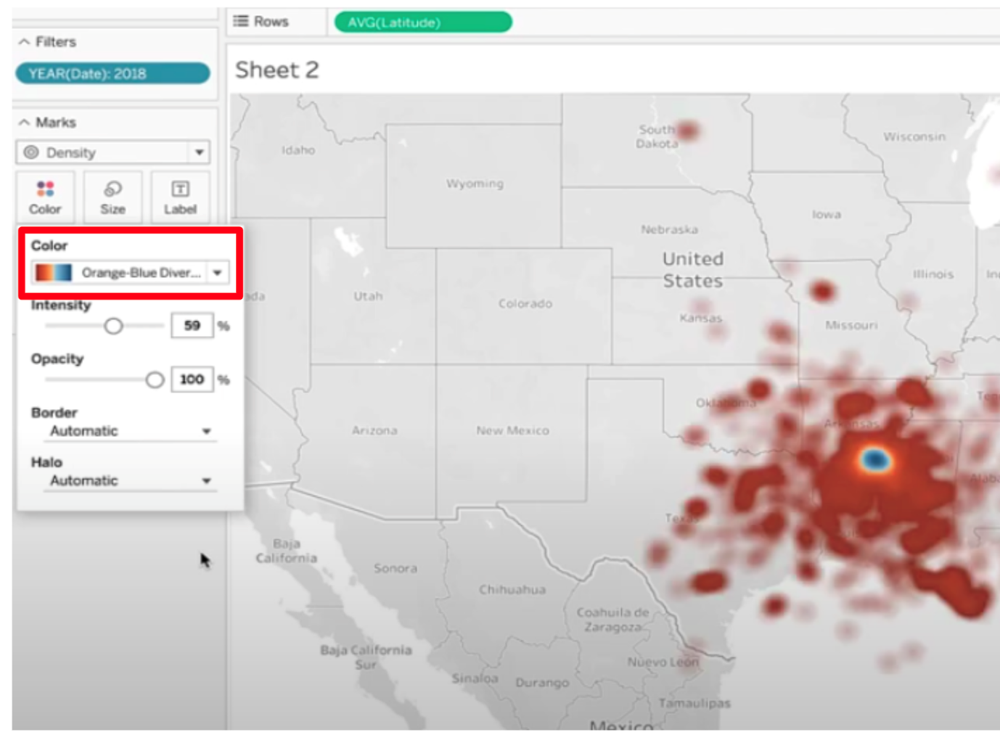 Rows
AVG(Latitude)
Filters
YEAR(Date): 2018
Sheet 2
Marks
Density
Color
Size
Label
Color
Orange-Blue Diver...
Intensity
59 %
Opacity
100 %
Border
Automatic
Halo
Automatic
Idaho
Wyoming
South
Dakota
Wisconsin
Iowa
Nebraska
United
States
Illinois
In
ada
Utah
Colorado
Kansas
Missouri
Oklahoma
Ten
Arizona
New Mexico
Arkansas
Alaba
Texas
Baja
California
Sonora
Chihuahua
Coahuila de
Zaragoza
Baja California
Sur
Nuevo León
Sinaloa
Durango
Tamaulipas
Mexico